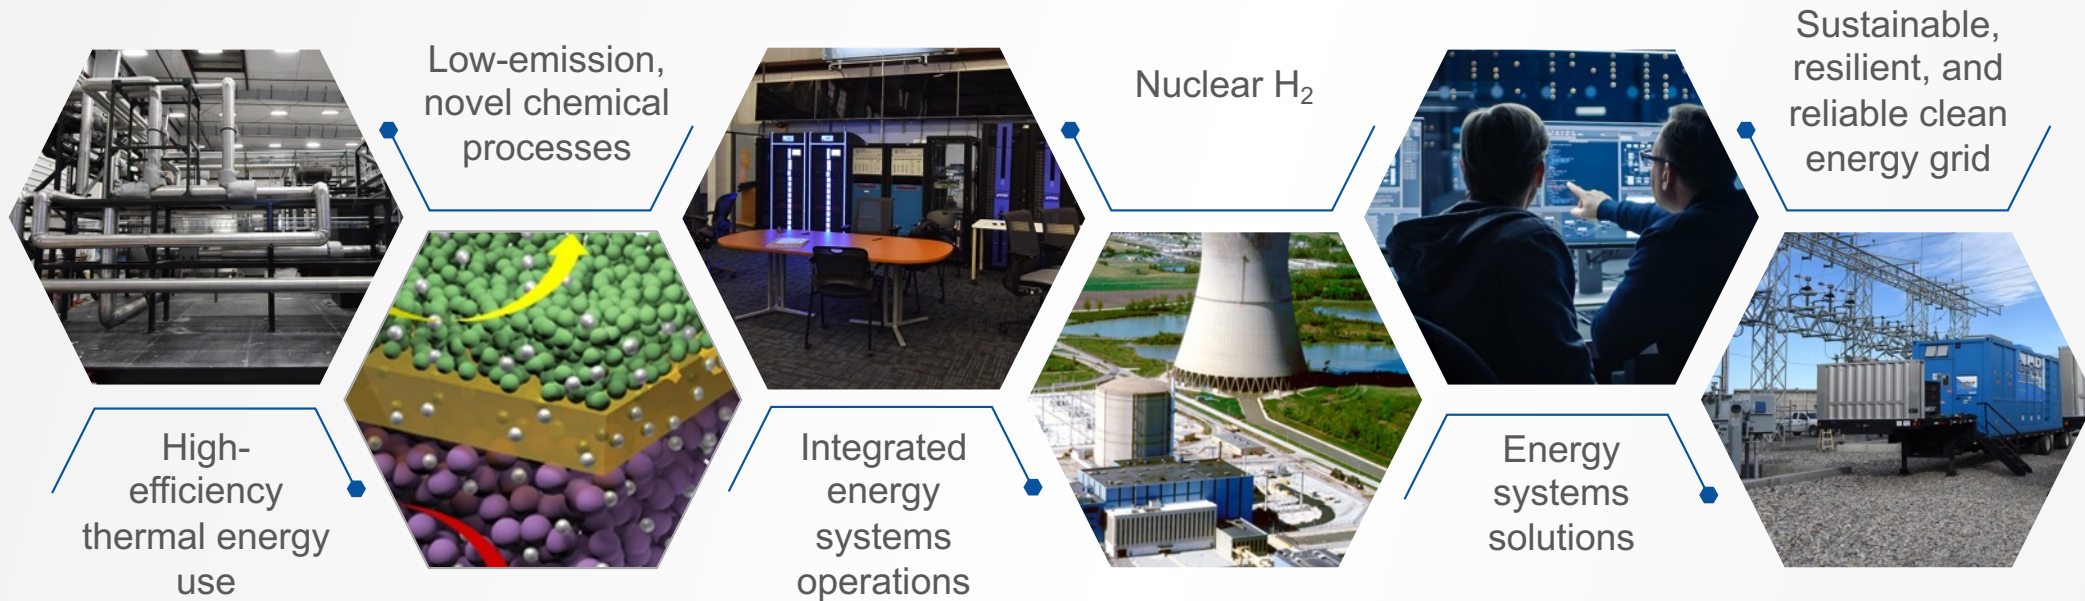 Low-emission,
novel chemical
processes
Nuclear H₂
Sustainable,
resilient, and
reliable clean
energy grid
High-
efficiency
thermal energy
use
Integrated
energy
systems
operations
Energy
systems
solutions